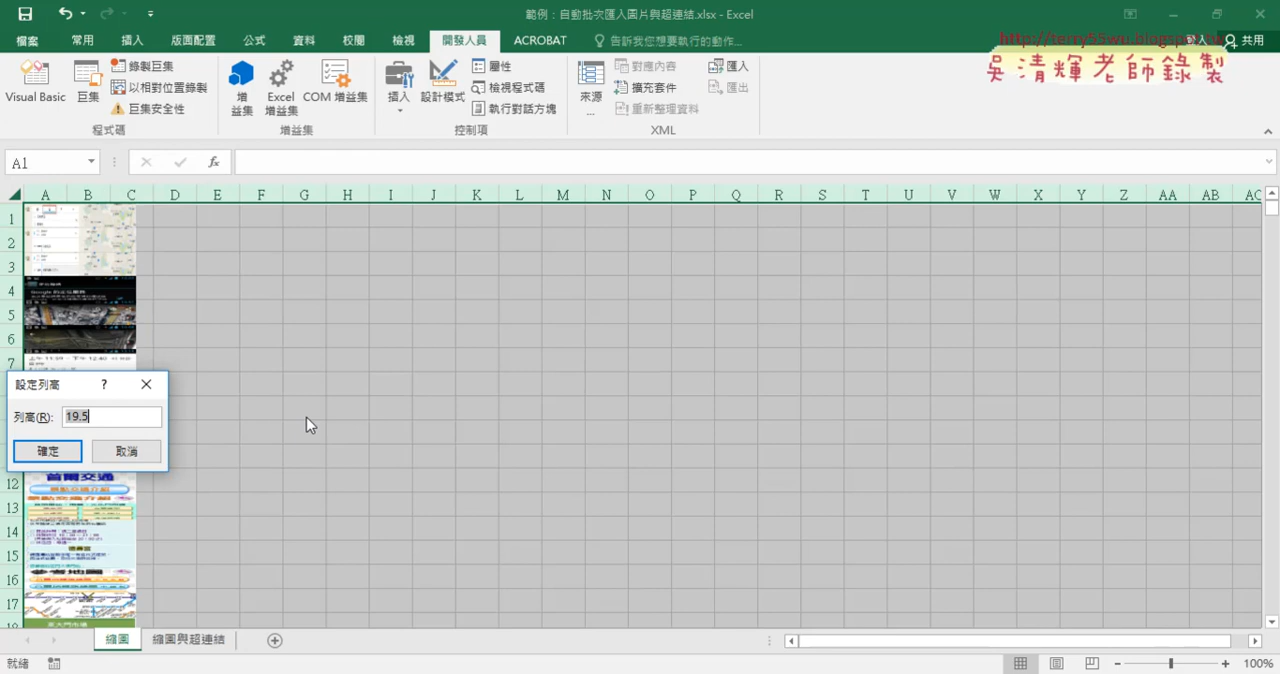 範例：自動批次匯入圖片與超連結.xlsx - Excel
檔案 常用 插入 版面配置 公式 資料 校閱 檢視 開發人員 ACROBAT 告訴我您想要執行的動作... 共用
http://terry55wu.blogspot.tw
吳清輝老師錄製
Visual Basic 巨集 錄製巨集 以相對位置錄製 巨集安全性
增益集 Excel 增益集 COM 增益集
插入 設計模式 屬性 檢視程式碼 執行對話方塊
來源... 對應內容 擴充套件 重新整理資料 匯入 匯出
程式碼 增益集 控制項 XML
A1 fx
A B C D E F G H I J K L M N O P Q R S T U V W X Y Z AA AB AC
1
2
3
4
5
6
7
設定列高 ?
列高(R): 19.5
確定 取消
12 首爾交通
13
14
15
16
17
18
縮圖 縮圖與超連結
就緒 100%